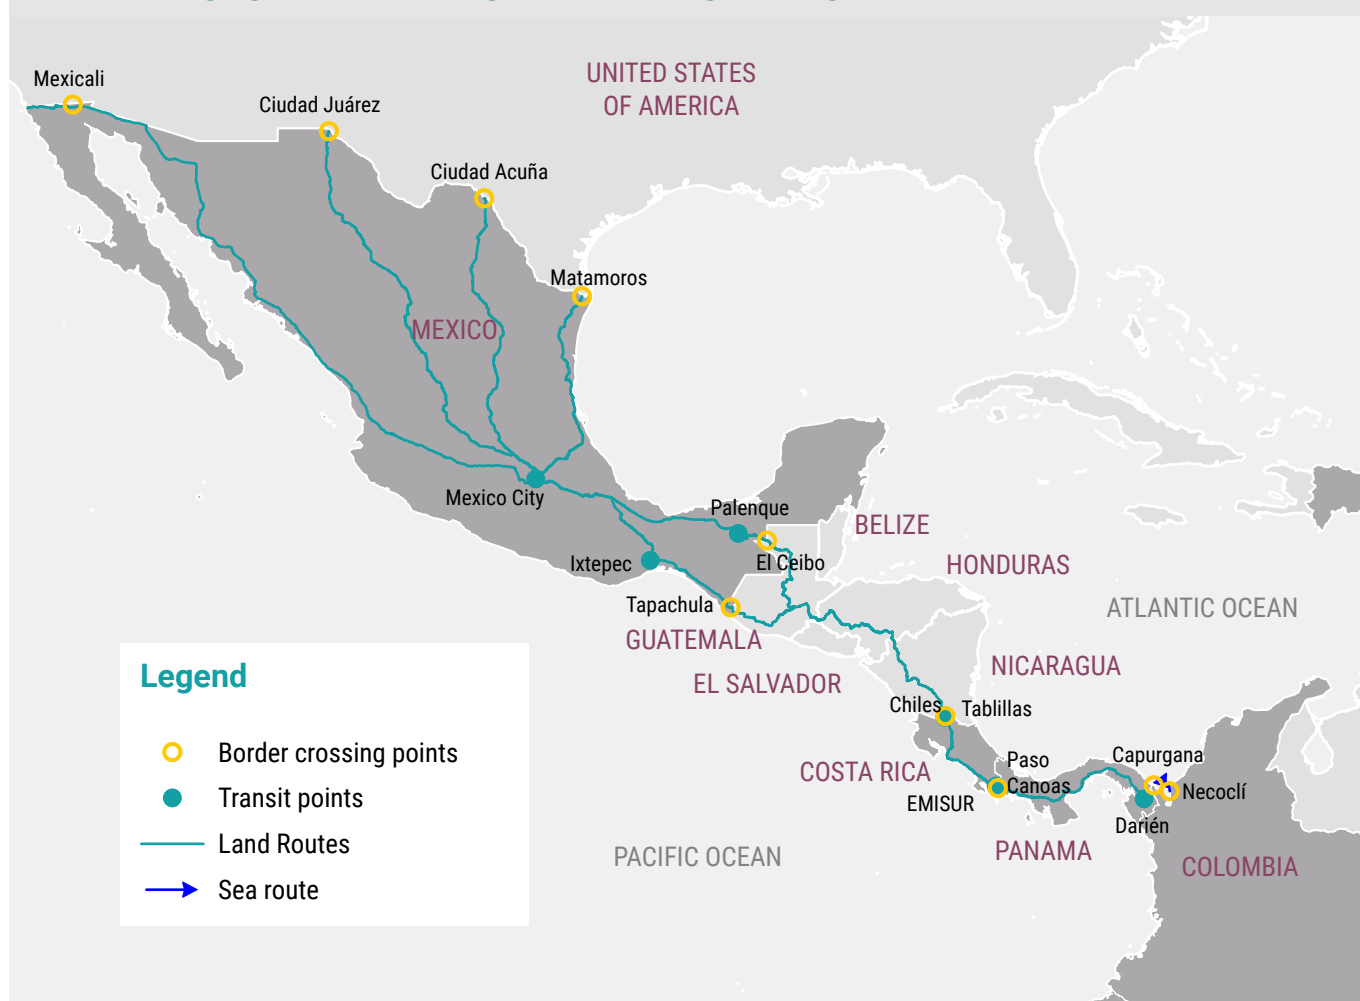 Mexicali
UNITED STATES
OF AMERICA
Ciudad Juárez
Ciudad Acuña
Matamoros
MEXICO
Mexico City
Palenque
BELIZE
El Ceibo
Ixtepec
HONDURAS
Tapachula
ATLANTIC OCEAN
GUATEMALA
NICARAGUA
EL SALVADOR
Chiles
Tablillas
COSTA RICA
Paso
Canoas
Capurgana
Necoclí
EMISUR
Darién
PANAMA
PACIFIC OCEAN
COLOMBIA
Legend
Border crossing points
Transit points
Land Routes
Sea route